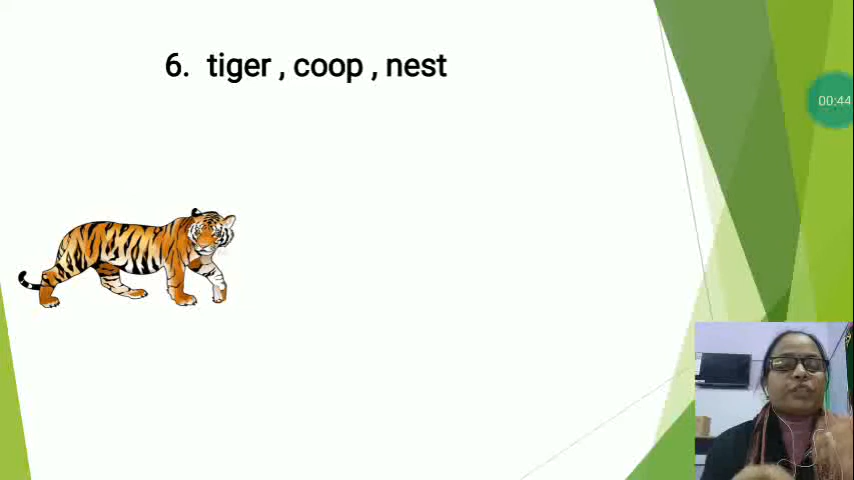 6. tiger , coop , nest
00:44